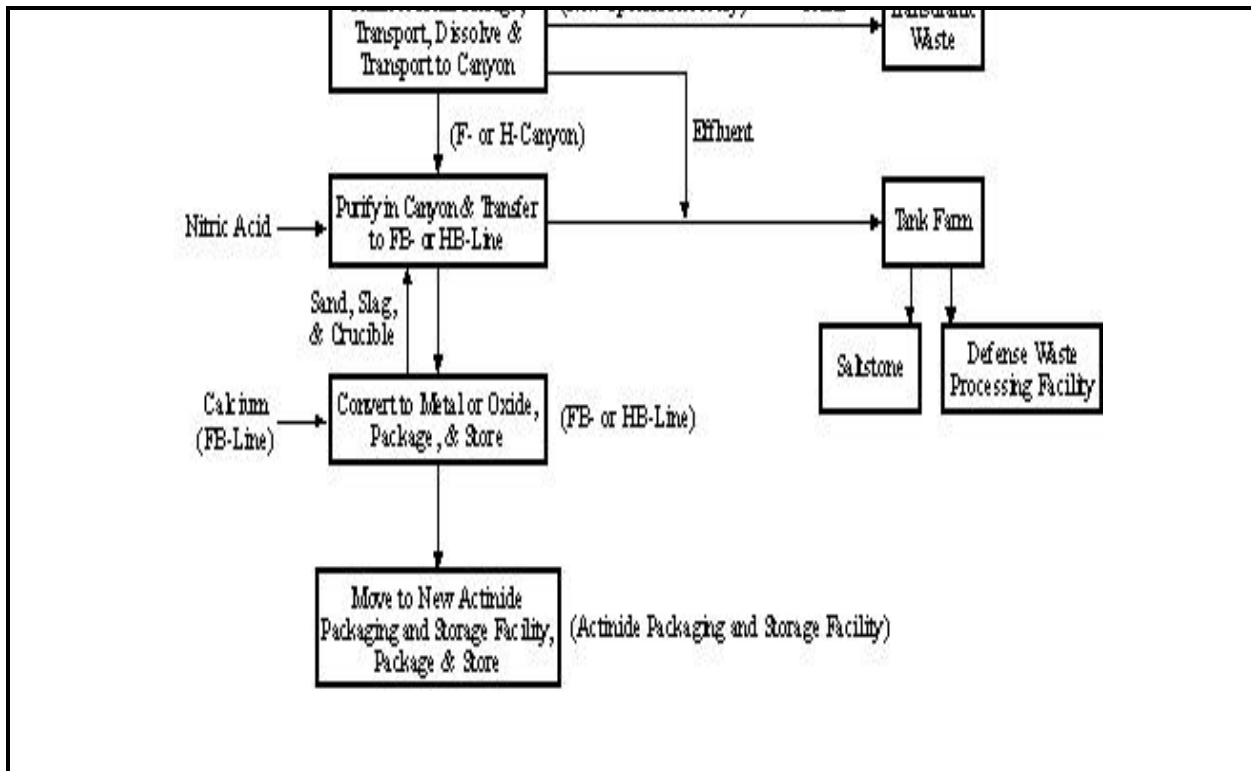 Transport, Dissolve &
Transport to Canyon
Waste
(F- or H-Canyon)
Effluent
Nitric Acid
Purify in Canyon & Transfer
to FB- or HB-Line
Tank Farm
Sand, Slag,
& Crucible
Saltstone
Defense Waste
Processing Facility
Calcium
(FB-Line)
Convert to Metal or Oxide,
Package, & Store
(FB- or HB-Line)
Move to New Actinide
Packaging and Storage Facility,
Package & Store
(Actinide Packaging and Storage Facility)